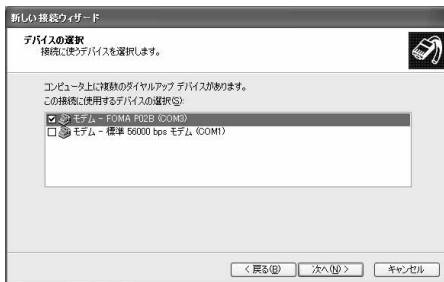 新しい接続ウィザード
デバイスの選択
接続に使うデバイスを選択します。
コンピュータ上に複数のダイヤルアップ デバイスがあります。
この接続に使用するデバイスの選択(S):
モデム - FOMA P02B (COM3)
モデム - 標準 56000 bps モデム (COM1)
< 戻る(B)
次へ(N) >
キャンセル